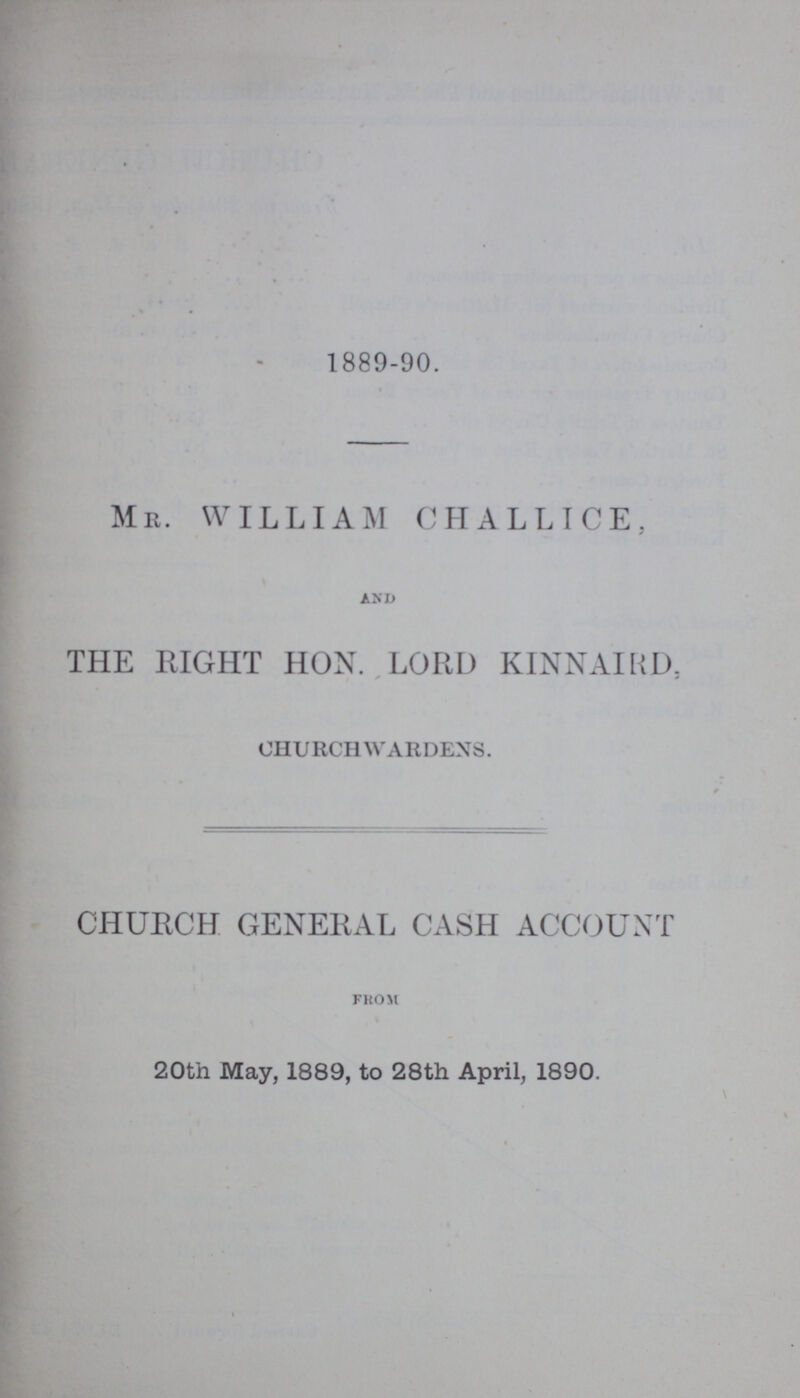 1889-90.
Mr. WILLIAM CHALLICE,
AND
THE RIGHT HON. LORD KINNAIRD,
CHURCHWARDENS.
CHURCH GENERAL CASH ACCOUNT
FROM
20th May, 1889, to 28th April, 1890.